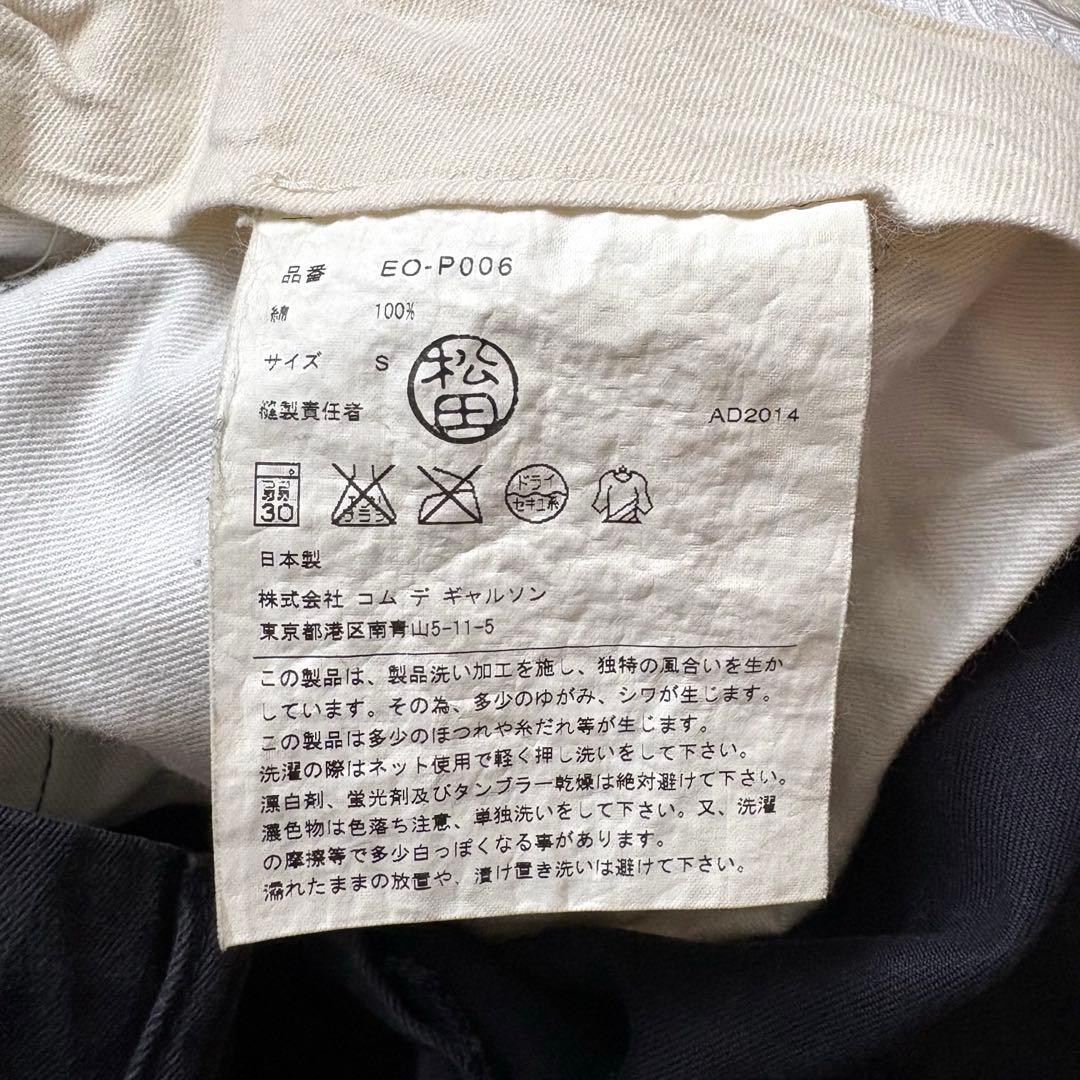 品番 EO-P006
綿 100%
サイズ S
松田
縫製責任者 AD2014
弱 30
ドライ
セキユ系
日本製
株式会社 コム デ ギャルソン
東京都港区南青山5-11-5
この製品は、製品洗い加工を施し、独特の風合いを生か
しています。その為、多少のゆがみ、シワが生じます。
この製品は多少のほつれや糸だれ等が生じます。
洗濯の際はネット使用で軽く押し洗いをして下さい。
漂白剤、蛍光剤及びタンブラー乾燥は絶対避けて下さい。
濃色物は色落ち注意、単独洗いをして下さい。又、洗濯
の摩擦等で多少白っぽくなる事があります。
濡れたままの放置や、漬け置き洗いは避けて下さい。